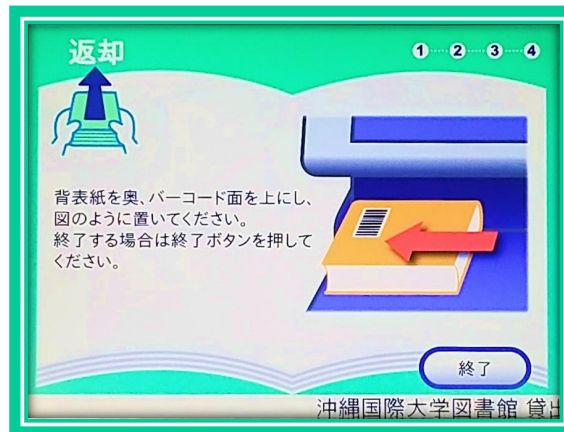 返却
1 2 3 4
背表紙を奥、バーコード面を上にし、
図のように置いてください。
終了する場合は終了ボタンを押して
ください。
終了
沖縄国際大学図書館 貸出